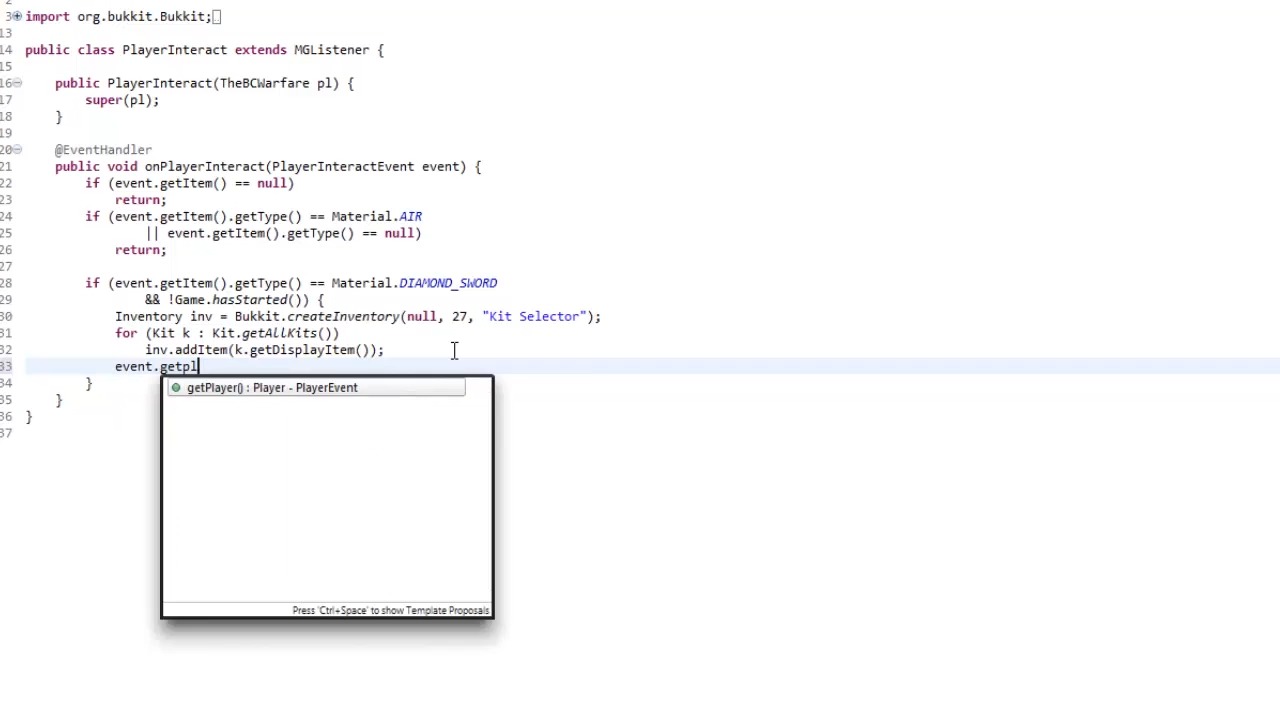 2
3 import org.bukkit.Bukkit;
13
14 public class PlayerInteract extends MGListener {
15
16 public PlayerInteract(TheBCWarfare pl) {
17 super(pl);
18 }
19
20 @EventHandler
21 public void onPlayerInteract(PlayerInteractEvent event) {
22 if (event.getItem() == null)
23 return;
24 if (event.getItem().getType() == Material.AIR
25 || event.getItem().getType() == null)
26 return;
27
28 if (event.getItem().getType() == Material.DIAMOND_SWORD
29 && !Game.hasStarted()) {
30 Inventory inv = Bukkit.createInventory(null, 27, "Kit Selector");
31 for (Kit k : Kit.getAllKits())
32 inv.addItem(k.getDisplayItem());
33 event.getpl
34 }
35 }
36 }
37
getPlayer() : Player - PlayerEvent
Press 'Ctrl+Space' to show Template Proposals